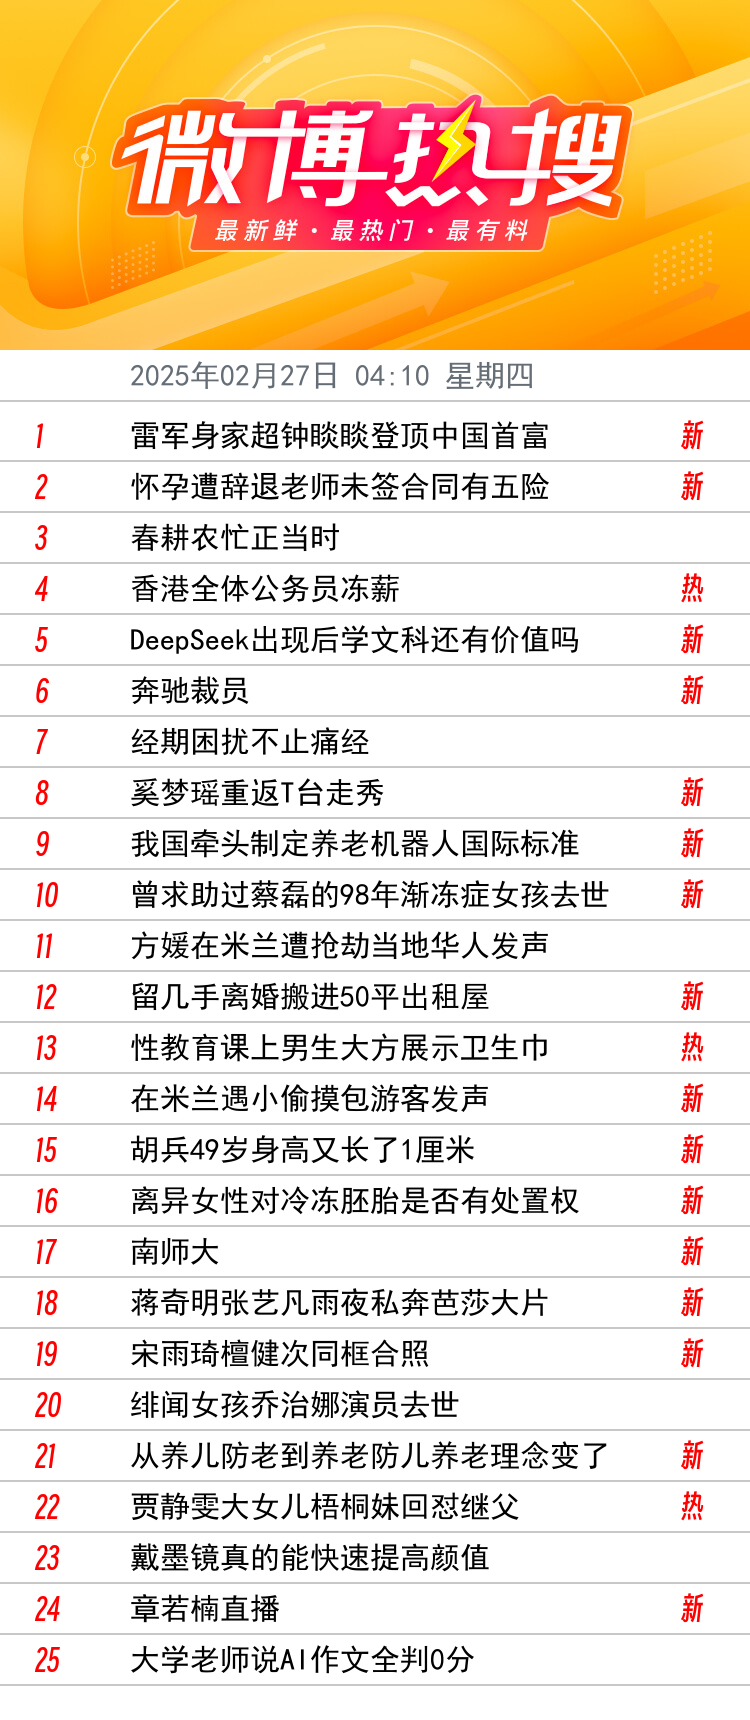 微博热搜
最新鲜·最热门·最有料
2025年02月27日 04:10 星期四
1 雷军身家超钟睒睒登顶中国首富 新
2 怀孕遭辞退老师未签合同有五险 新
3 春耕农忙正当时
4 香港全体公务员冻薪 热
5 DeepSeek出现后学文科还有价值吗 新
6 奔驰裁员 新
7 经期困扰不止痛经
8 奚梦瑶重返T台走秀 新
9 我国牵头制定养老机器人国际标准 新
10 曾求助过蔡磊的98年渐冻症女孩去世 新
11 方媛在米兰遭抢劫当地华人发声
12 留几手离婚搬进50平出租屋 新
13 性教育课上男生大方展示卫生巾 热
14 在米兰遇小偷摸包游客发声 新
15 胡兵49岁身高又长了1厘米 新
16 离异女性对冷冻胚胎是否有处置权 新
17 南师大 新
18 蒋奇明张艺凡雨夜私奔芭莎大片 新
19 宋雨琦檀健次同框合照 新
20 绯闻女孩乔治娜演员去世
21 从养儿防老到养老防儿养老理念变了 新
22 贾静雯大女儿梧桐妹回怼继父 热
23 戴墨镜真的能快速提高颜值
24 章若楠直播 新
25 大学老师说AI作文全判0分